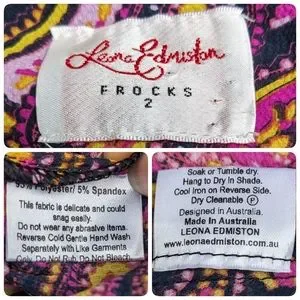 Leona Edmiston
FROCKS
2
95% Polyester/ 5% Spandex
This fabric is delicate and could
snag easily.
Do not wear any abrasive items.
Reverse Cold Gentle Hand Wash
Separately with Like Garments
Only. Do Not Rub. Do Not Bleach.
Soak or Tumble dry.
Hang to Dry In Shade.
Cool Iron on Reverse Side.
Dry Cleanable Ⓟ
Designed in Australia.
Made In Australia
LEONA EDMISTON
www.leonaedmiston.com.au